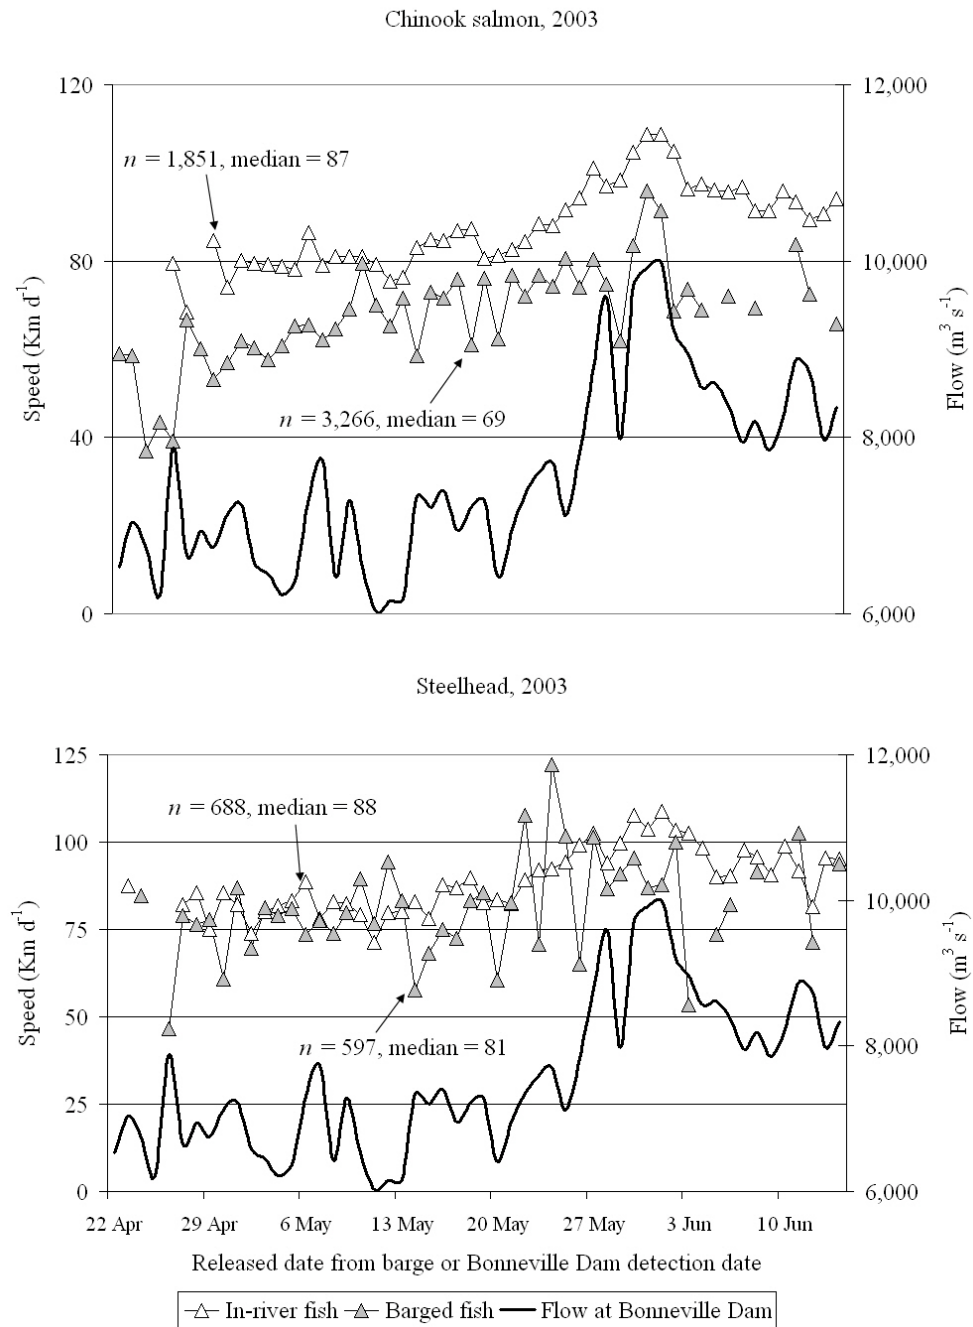 Chinook salmon, 2003
120
80
40
0
Speed (Km d⁻¹)
n = 1,851, median = 87
n = 3,266, median = 69
12,000
10,000
8,000
6,000
Flow (m³ s⁻¹)
Steelhead, 2003
125
100
75
50
25
0
Speed (Km d⁻¹)
n = 688, median = 88
n = 597, median = 81
12,000
10,000
8,000
6,000
Flow (m³ s⁻¹)
22 Apr 29 Apr 6 May 13 May 20 May 27 May 3 Jun 10 Jun
Released date from barge or Bonneville Dam detection date
In-river fish Barged fish Flow at Bonneville Dam